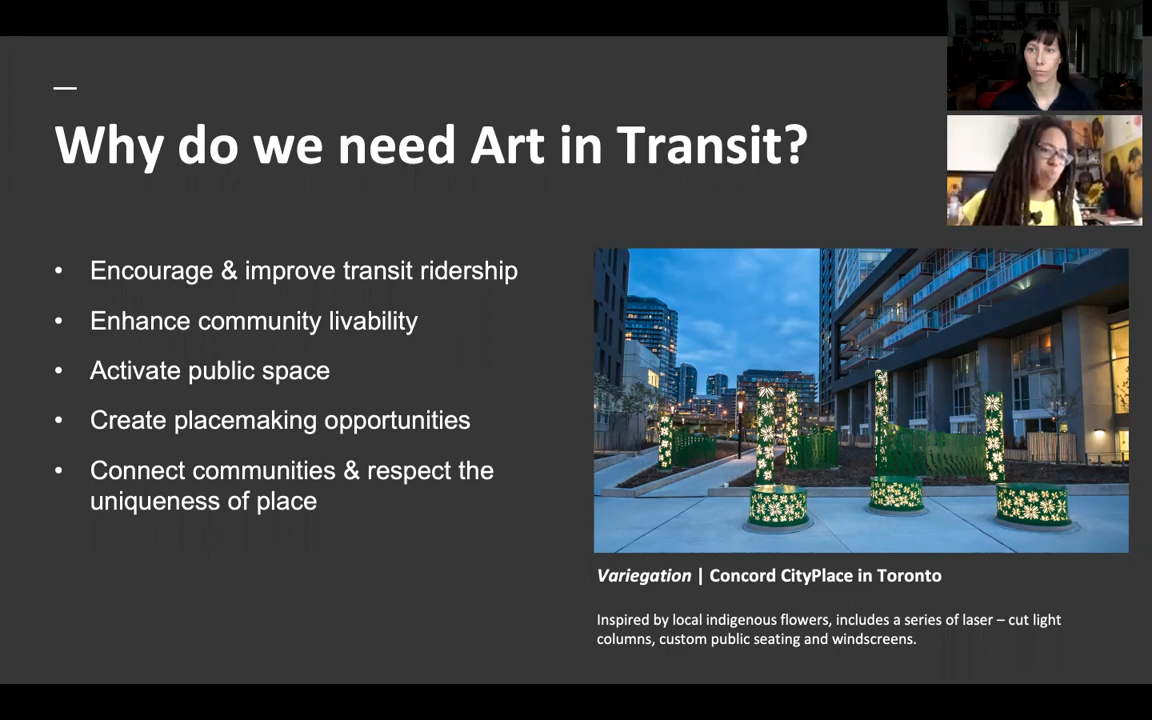 Why do we need Art in Transit?
• Encourage & improve transit ridership
• Enhance community livability
• Activate public space
• Create placemaking opportunities
• Connect communities & respect the
uniqueness of place
Variegation | Concord CityPlace in Toronto
Inspired by local indigenous flowers, includes a series of laser – cut light
columns, custom public seating and windscreens.